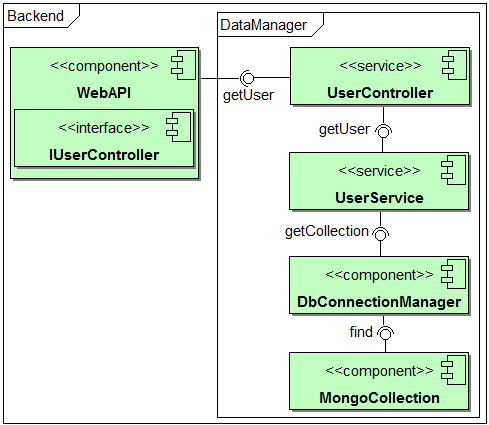 Backend
DataManager
<<component>>
WebAPI
<<interface>>
IUserController
getUser
<<service>>
UserController
getUser
<<service>>
UserService
getCollection
<<component>>
DbConnectionManager
find
<<component>>
MongoCollection